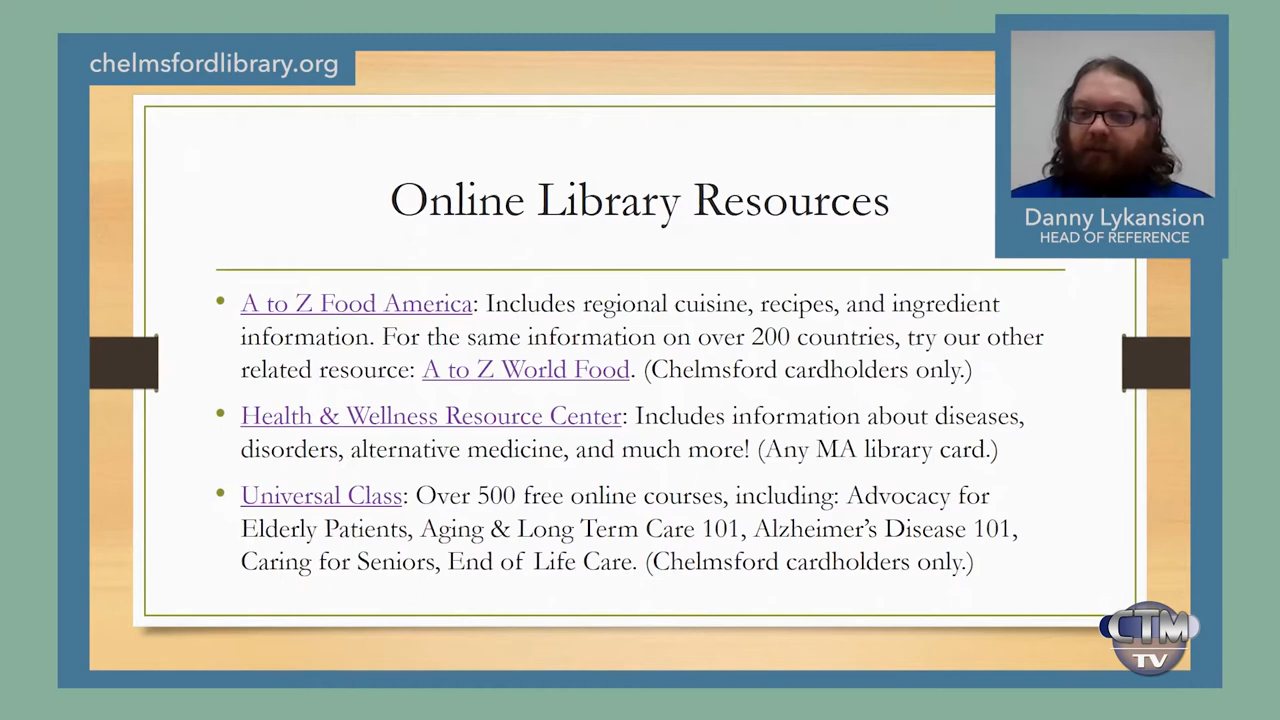 chelmsfordlibrary.org
Online Library Resources
Danny Lykansion
HEAD OF REFERENCE
• A to Z Food America: Includes regional cuisine, recipes, and ingredient
information. For the same information on over 200 countries, try our other
related resource: A to Z World Food. (Chelmsford cardholders only.)
• Health & Wellness Resource Center: Includes information about diseases,
disorders, alternative medicine, and much more! (Any MA library card.)
• Universal Class: Over 500 free online courses, including: Advocacy for
Elderly Patients, Aging & Long Term Care 101, Alzheimer’s Disease 101,
Caring for Seniors, End of Life Care. (Chelmsford cardholders only.)
CTM
TV